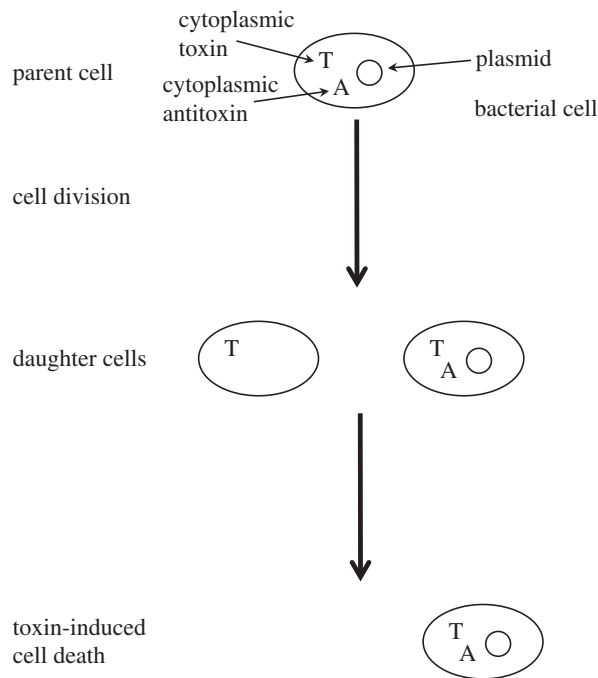 cytoplasmic
toxin
parent cell
T
plasmid
cytoplasmic
antitoxin
A
bacterial cell
cell division
daughter cells
T
T
A
toxin-induced
cell death
T
A